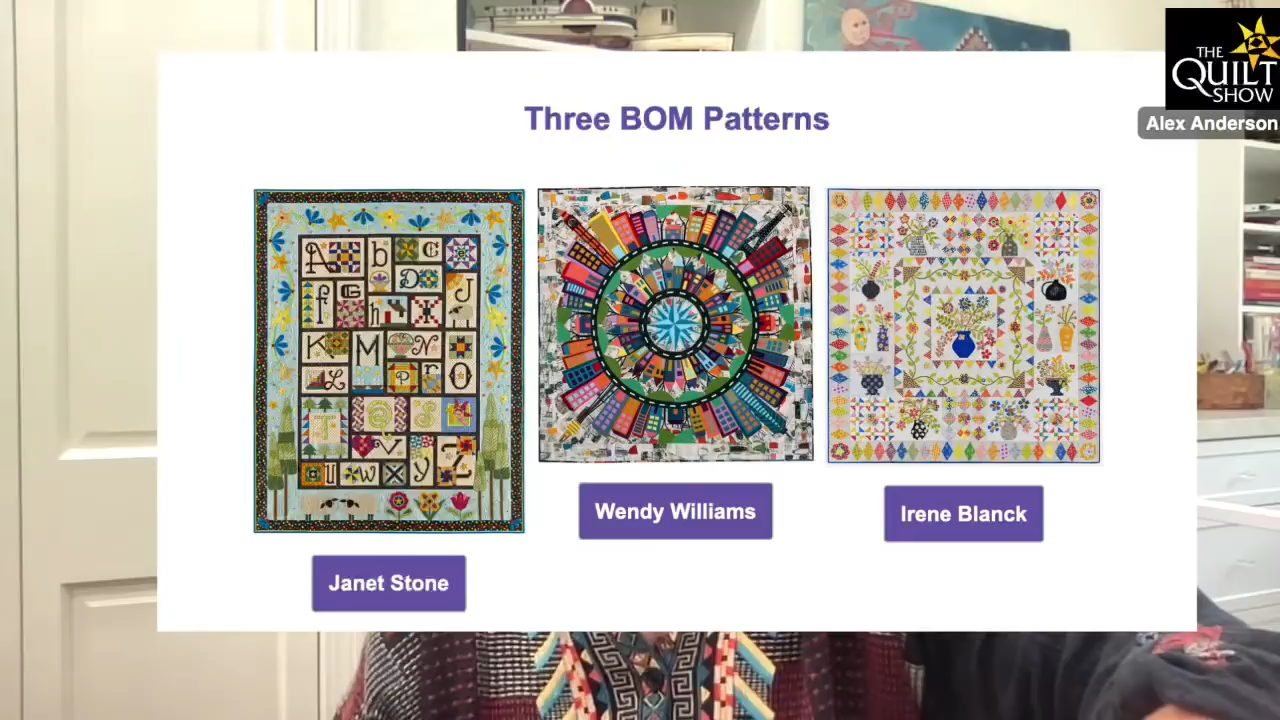 THE
QUILT
SHOW
Alex Anderson
Three BOM Patterns
A b C
D
f G h I J
K L M N
P O
S
V
U W y Z
Wendy Williams
Irene Blanck
Janet Stone